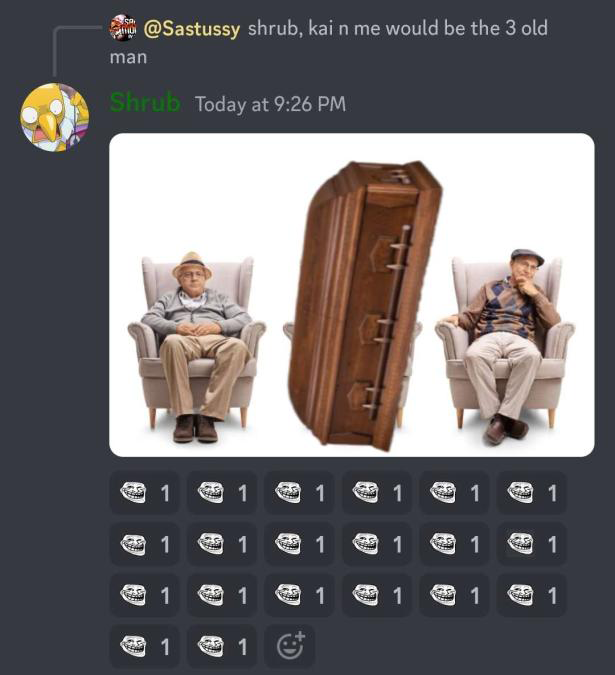 @Sastussy shrub, kai n me would be the 3 old
man
Shrub Today at 9:26 PM
1 1 1 1 1 1
1 1 1 1 1 1
1 1 1 1 1 1
1 1